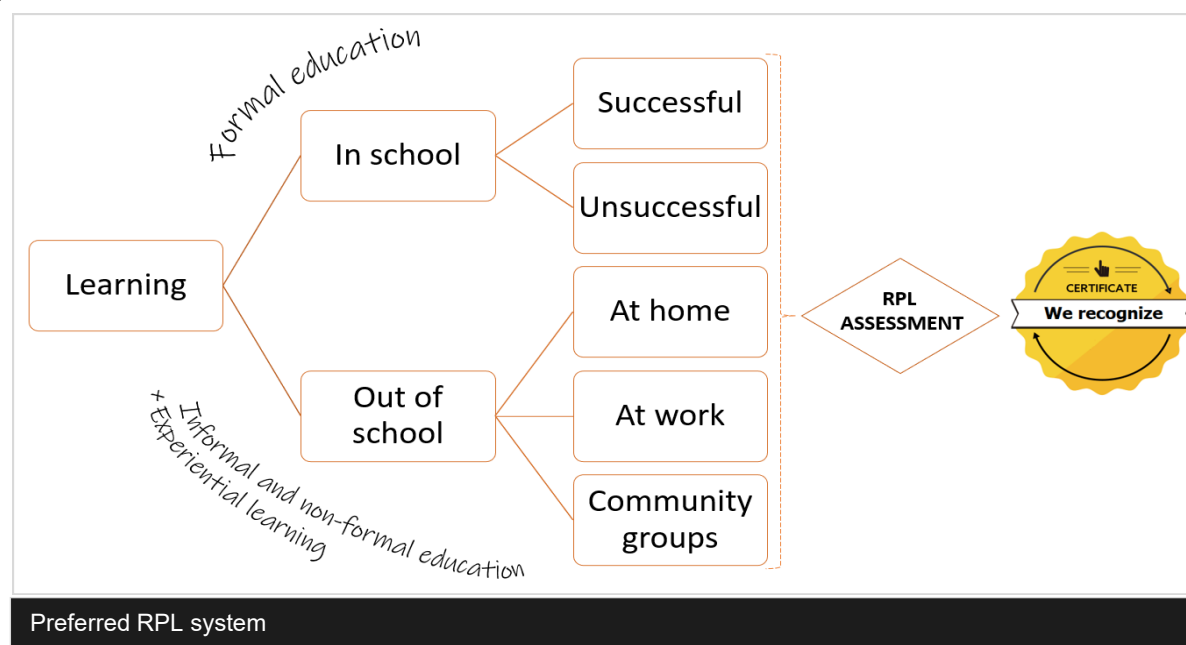 Formal education
Learning
In school
Out of
school
Informal and non-formal education
+ Experiential learning
Successful
Unsuccessful
At home
At work
Community
groups
RPL
ASSESSMENT
CERTIFICATE
We recognize
Preferred RPL system